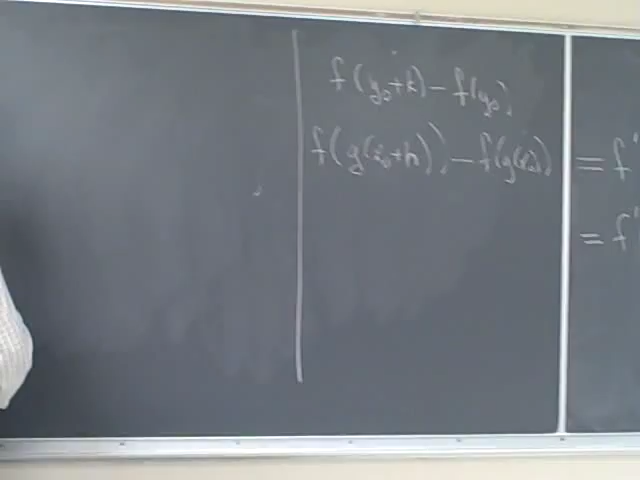 f(y₀+k) − f(y₀)
f(g(x₀+h)) − f(g(x₀)) = f'
= f'